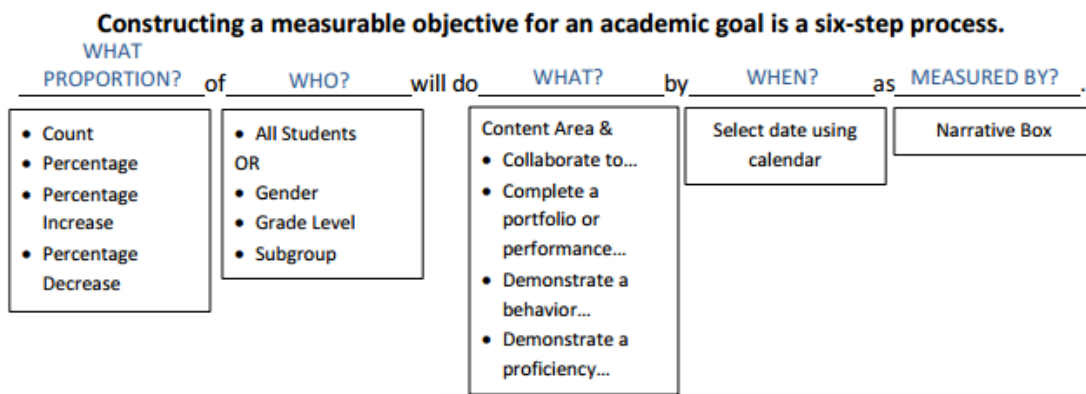 Constructing a measurable objective for an academic goal is a six-step process.
WHAT
PROPORTION? of WHO? will do WHAT? by WHEN? as MEASURED BY? .
• Count
• Percentage
• Percentage
Increase
• Percentage
Decrease
• All Students
OR
• Gender
• Grade Level
• Subgroup
Content Area &
• Collaborate to…
• Complete a
portfolio or
performance…
• Demonstrate a
behavior…
• Demonstrate a
proficiency…
Select date using
calendar
Narrative Box